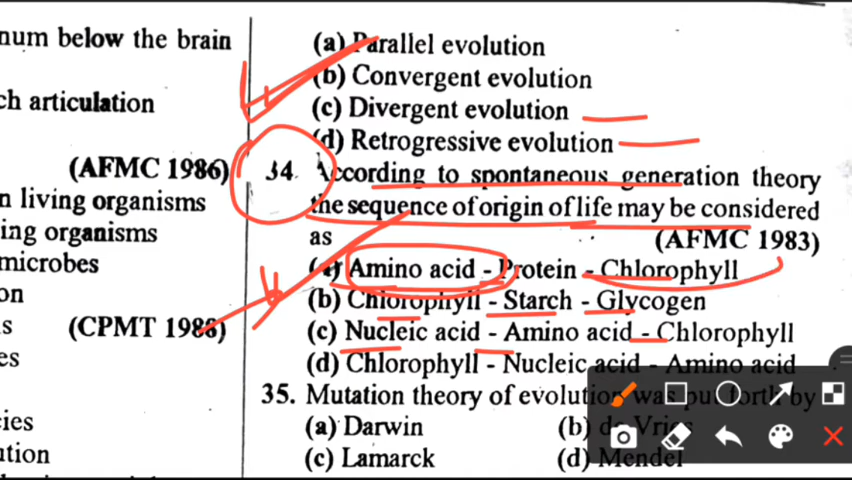 num below the brain
ch articulation
(AFMC 1986)
n living organisms
ing organisms
microbes
on
s (CPMT 1988)
es
cies
ution
(a) Parallel evolution
(b) Convergent evolution
(c) Divergent evolution
(d) Retrogressive evolution
34. According to spontaneous generation theory
the sequence of origin of life may be considered
as (AFMC 1983)
(a) Amino acid - Protein - Chlorophyll
(b) Chlorophyll - Starch - Glycogen
(c) Nucleic acid - Amino acid - Chlorophyll
(d) Chlorophyll - Nucleic acid - Amino acid
35. Mutation theory of evolution was put forth by
(a) Darwin (b) de Vries
(c) Lamarck (d) Mendel